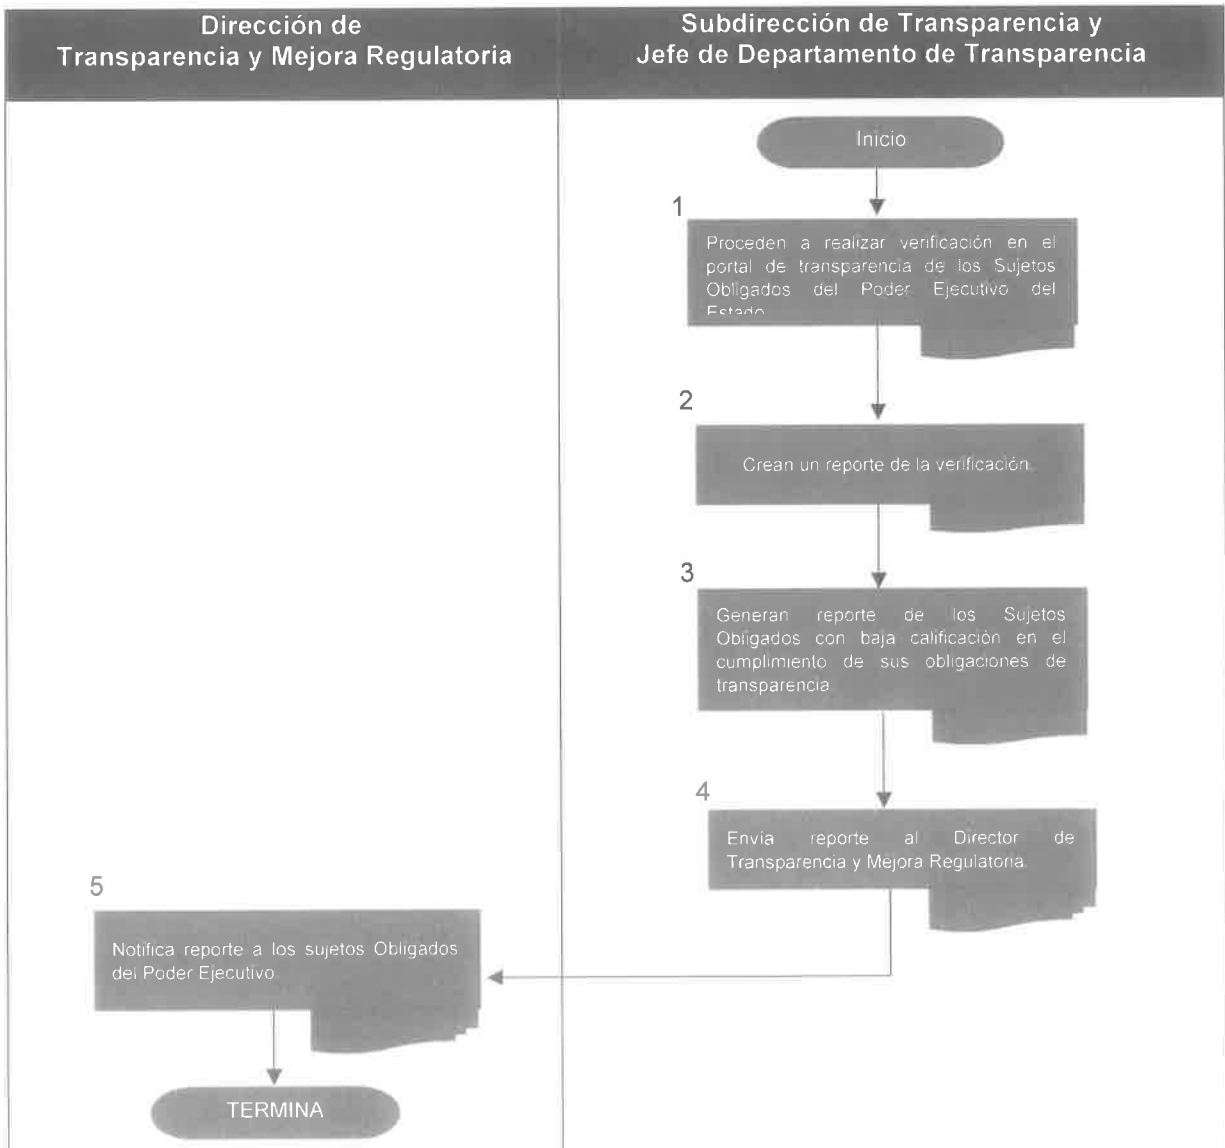 Dirección de
Transparencia y Mejora Regulatoria
Subdirección de Transparencia y
Jefe de Departamento de Transparencia
Inicio
1
Proceden a realizar verificación en el
portal de transparencia de los Sujetos
Obligados del Poder Ejecutivo del
Estado
2
Crean un reporte de la verificación.
3
Generan reporte de los Sujetos
Obligados con baja calificación en el
cumplimiento de sus obligaciones de
transparencia
4
Envía reporte al Director de
Transparencia y Mejora Regulatoria.
5
Notifica reporte a los sujetos Obligados
del Poder Ejecutivo.
TERMINA